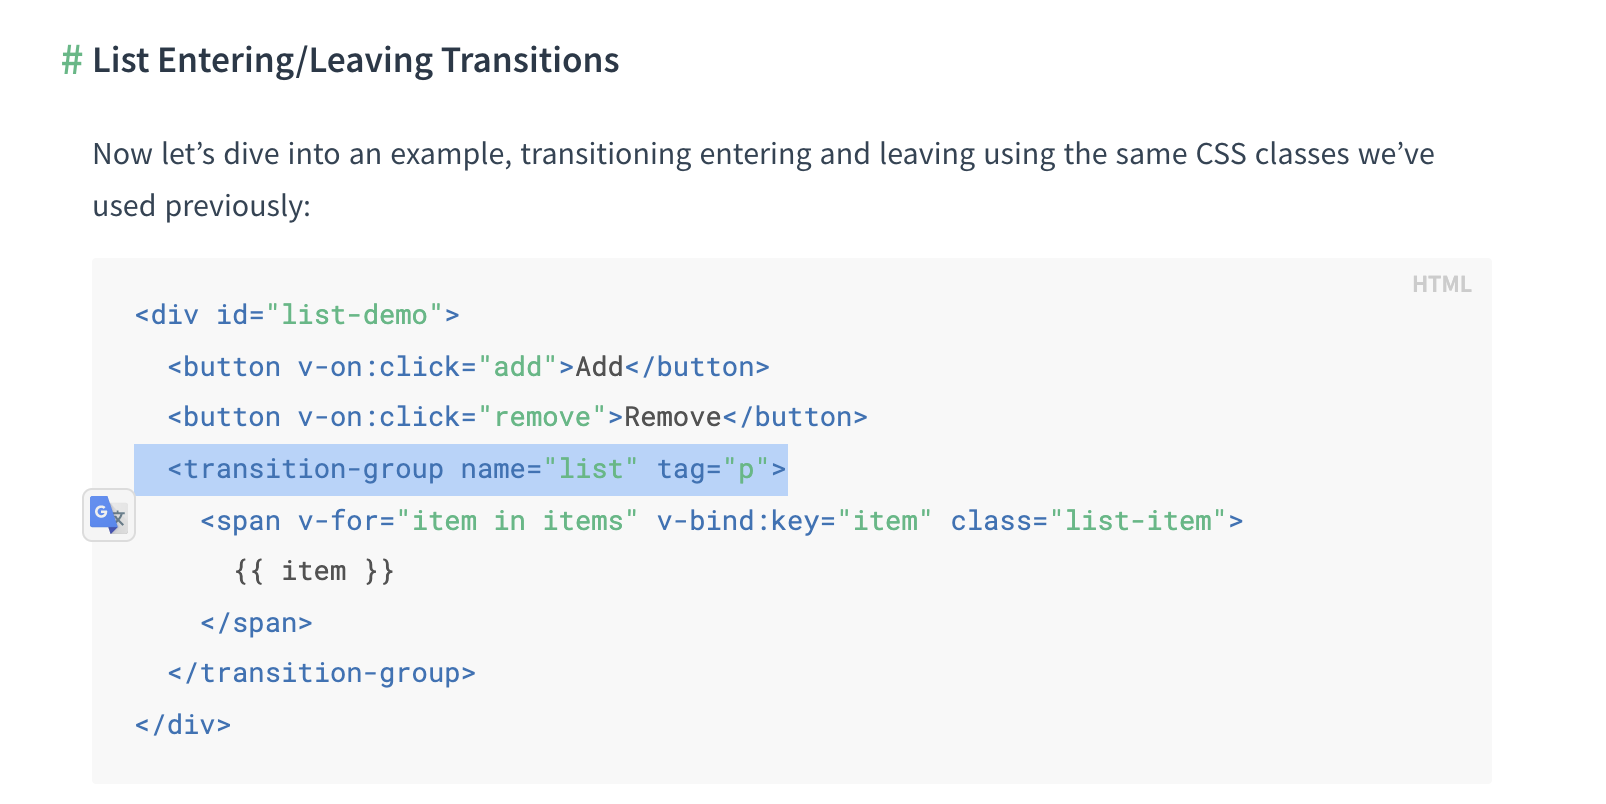 # List Entering/Leaving Transitions
Now let’s dive into an example, transitioning entering and leaving using the same CSS classes we’ve
used previously:
HTML
<div id="list-demo">
  <button v-on:click="add">Add</button>
  <button v-on:click="remove">Remove</button>
  <transition-group name="list" tag="p">
    <span v-for="item in items" v-bind:key="item" class="list-item">
      {{ item }}
    </span>
  </transition-group>
</div>
G文